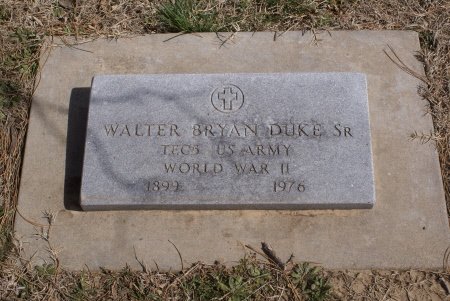 WALTER BRYAN DUKE SR
TEC5 US ARMY
WORLD WAR II
1899 1976